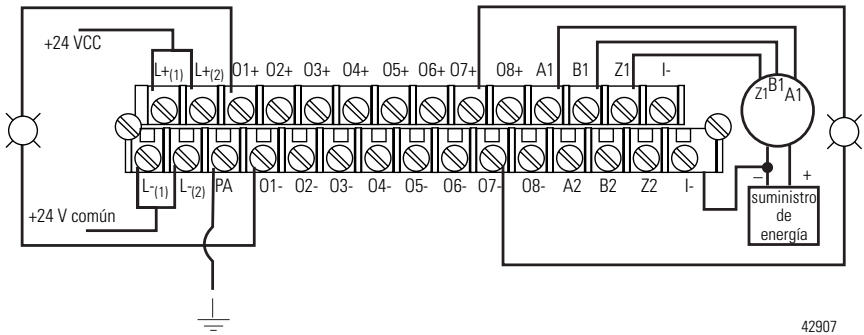 +24 VCC
L+(1) L+(2) O1+ O2+ O3+ O4+ O5+ O6+ O7+ O8+ A1 B1 Z1 I-
Z1 B1 A1
L-(1) L-(2) PA O1- O2- O3- O4- O5- O6- O7- O8- A2 B2 Z2 I-
+24 V común
– +
suministro
de
energía
42907